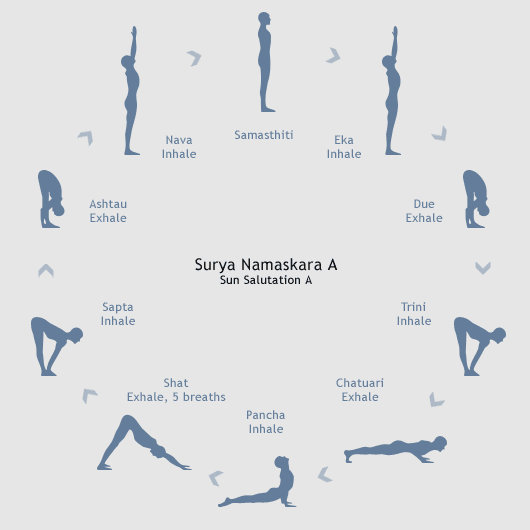 Samasthiti
Eka
Inhale
Due
Exhale
Trini
Inhale
Chatuari
Exhale
Pancha
Inhale
Shat
Exhale, 5 breaths
Sapta
Inhale
Ashtau
Exhale
Nava
Inhale
Surya Namaskara A
Sun Salutation A